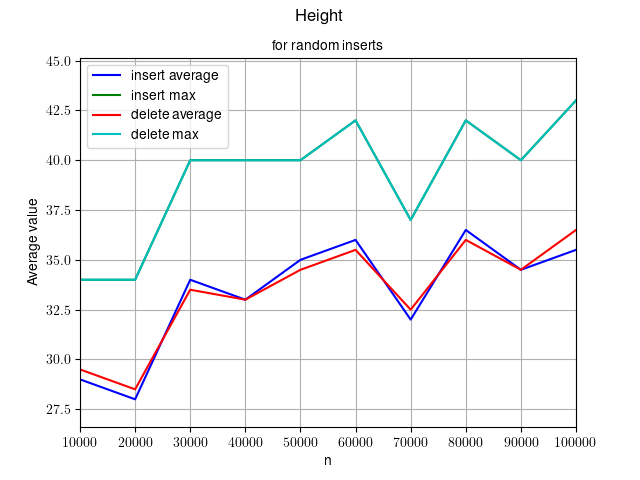 Height
for random inserts
insert average
insert max
delete average
delete max
Average value
45.0
42.5
40.0
37.5
35.0
32.5
30.0
27.5
10000 20000 30000 40000 50000 60000 70000 80000 90000 100000
n